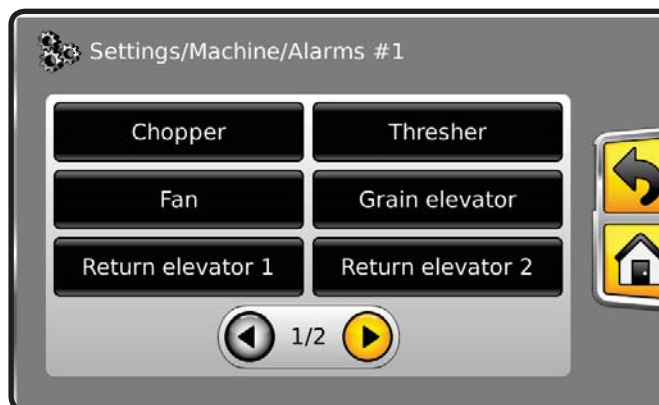 Settings/Machine/Alarms #1
Chopper Thresher
Fan Grain elevator
Return elevator 1 Return elevator 2
1/2